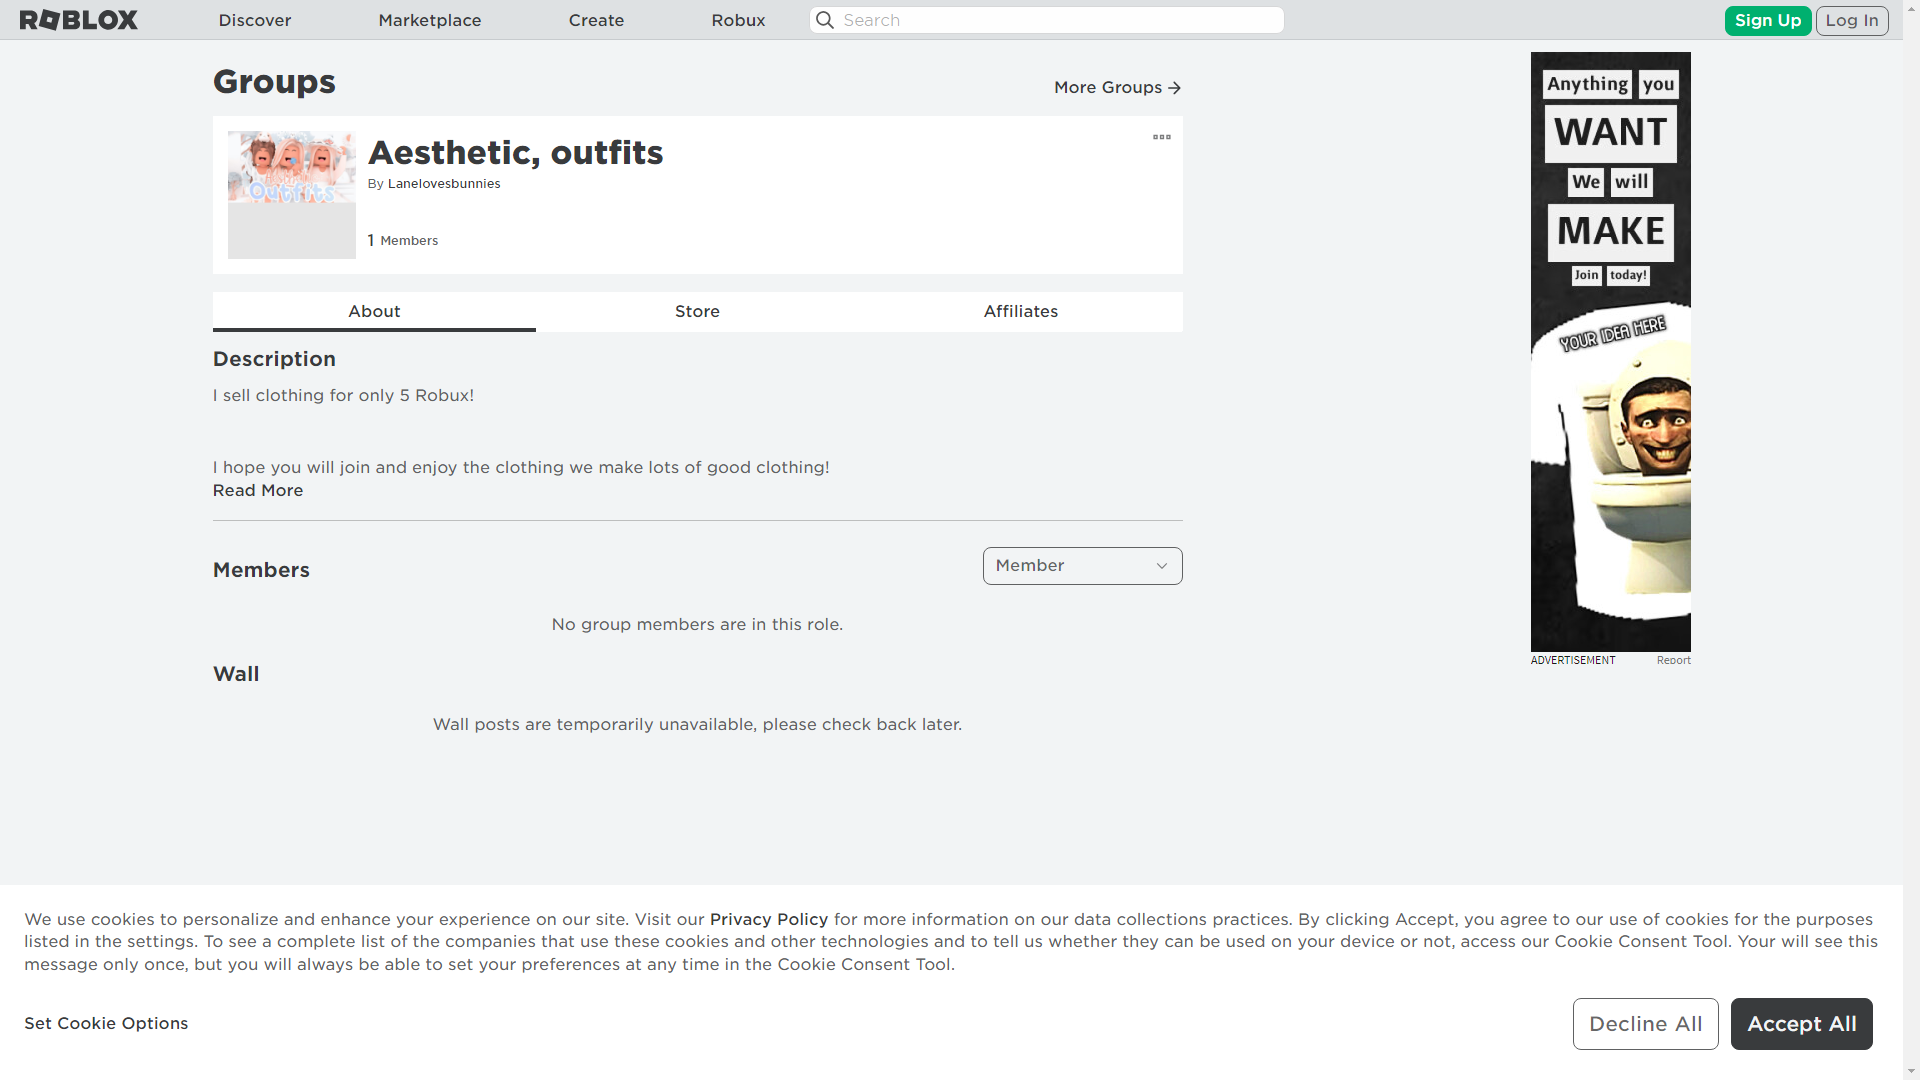 ROBLOX
Discover
Marketplace
Create
Robux
Search
Sign Up
Log In
Groups
More Groups
Outfits
Aesthetic, outfits
By Lanelovesbunnies
1 Members
About
Store
Affiliates
Description
I sell clothing for only 5 Robux!
I hope you will join and enjoy the clothing we make lots of good clothing!
Read More
Members
Member
No group members are in this role.
Wall
Wall posts are temporarily unavailable, please check back later.
Anything you
WANT
We will
MAKE
Join today!
YOUR IDEA HERE
ADVERTISEMENT
Report
We use cookies to personalize and enhance your experience on our site. Visit our Privacy Policy for more information on our data collections practices. By clicking Accept, you agree to our use of cookies for the purposes
listed in the settings. To see a complete list of the companies that use these cookies and other technologies and to tell us whether they can be used on your device or not, access our Cookie Consent Tool. Your will see this
message only once, but you will always be able to set your preferences at any time in the Cookie Consent Tool.
Set Cookie Options
Decline All
Accept All